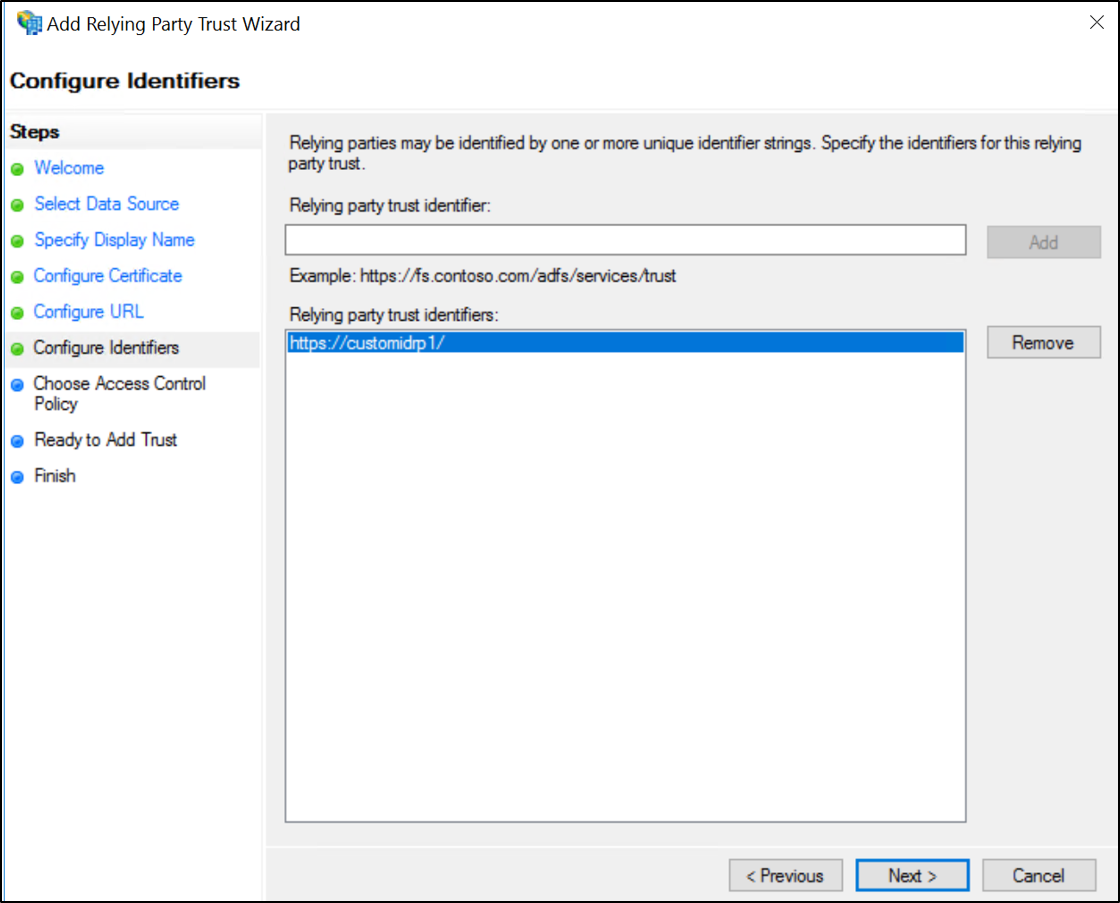 Add Relying Party Trust Wizard
Configure Identifiers
Steps
Welcome
Select Data Source
Specify Display Name
Configure Certificate
Configure URL
Configure Identifiers
Choose Access Control
Policy
Ready to Add Trust
Finish
Relying parties may be identified by one or more unique identifier strings. Specify the identifiers for this relying
party trust.
Relying party trust identifier:
Add
Example: https://fs.contoso.com/adfs/services/trust
Relying party trust identifiers:
https://customidrp1/
Remove
< Previous
Next >
Cancel